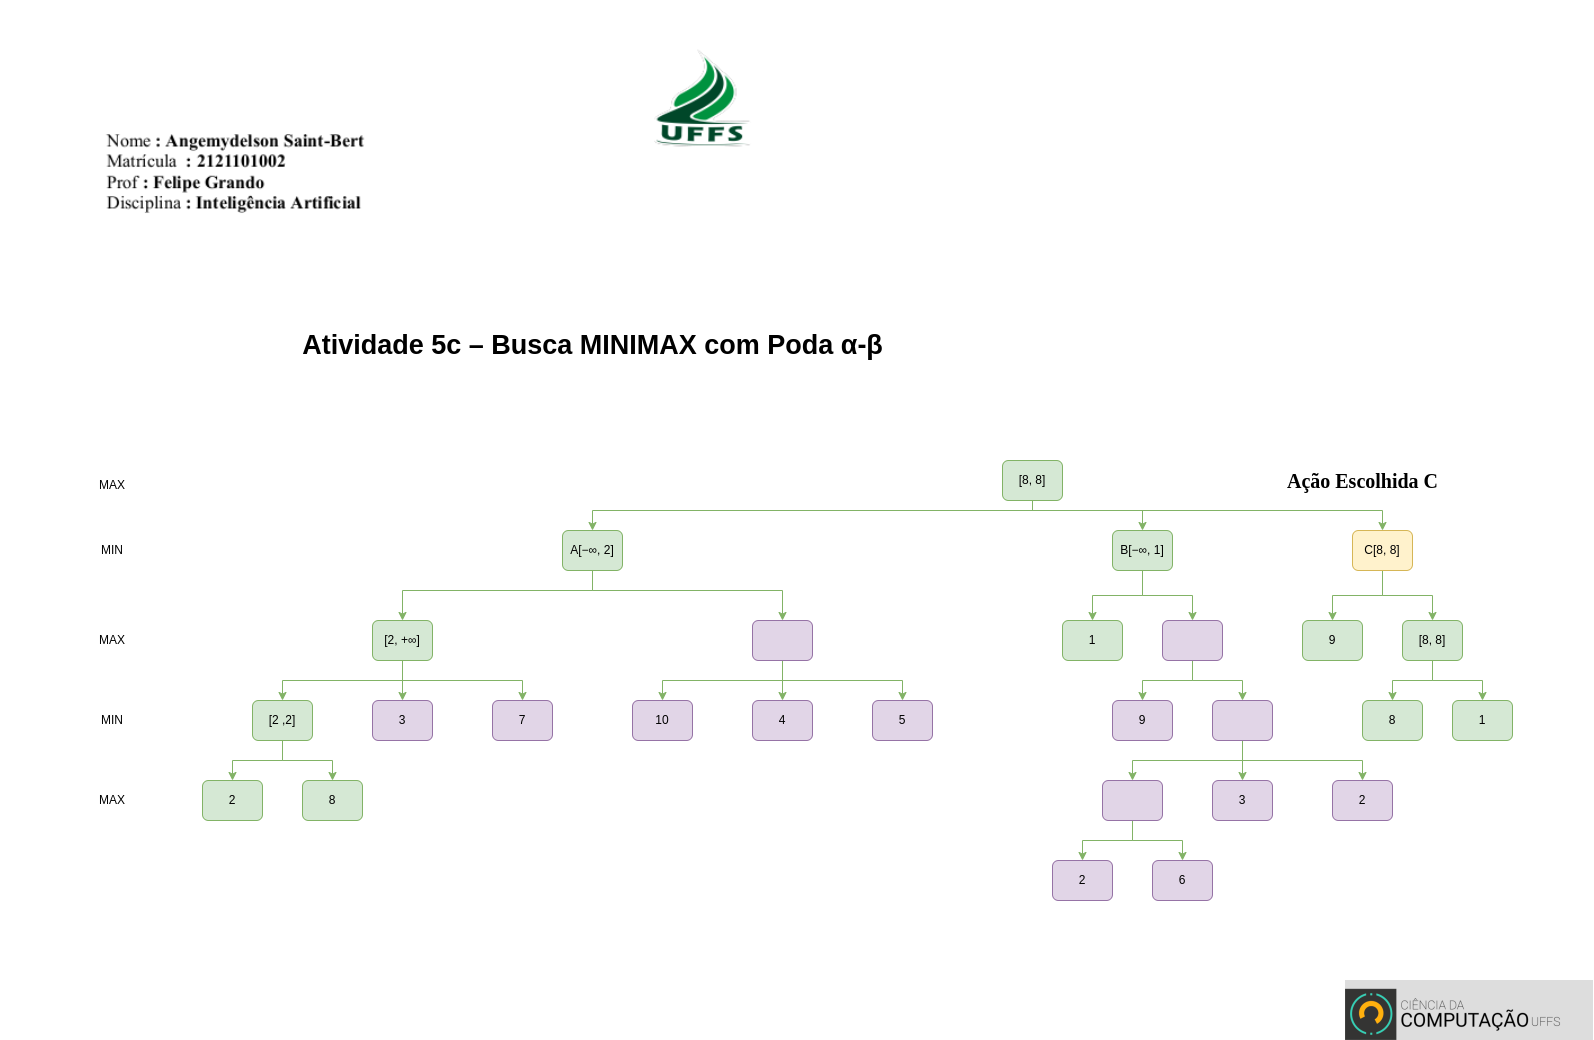 UFFS
Nome : Angemydelson Saint-Bert
Matrícula : 2121101002
Prof : Felipe Grando
Disciplina : Inteligência Artificial
Atividade 5c – Busca MINIMAX com Poda α-β
MAX [8, 8] Ação Escolhida C
MIN A[−∞, 2] B[−∞, 1] C[8, 8]
MAX [2, +∞] 1 9 [8, 8]
MIN [2 ,2] 3 7 10 4 5 9 8 1
MAX 2 8 3 2
2 6
CIÊNCIA DA
COMPUTAÇÃO UFFS